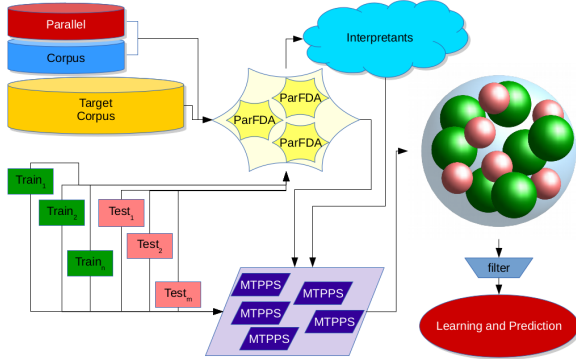 Parallel
Corpus
Target
Corpus
Interpretants
ParFDA
ParFDA
ParFDA
Train1
Train2
Trainn
Test1
Test2
Testm
MTPPS
MTPPS
MTPPS
MTPPS
MTPPS
filter
Learning and Prediction